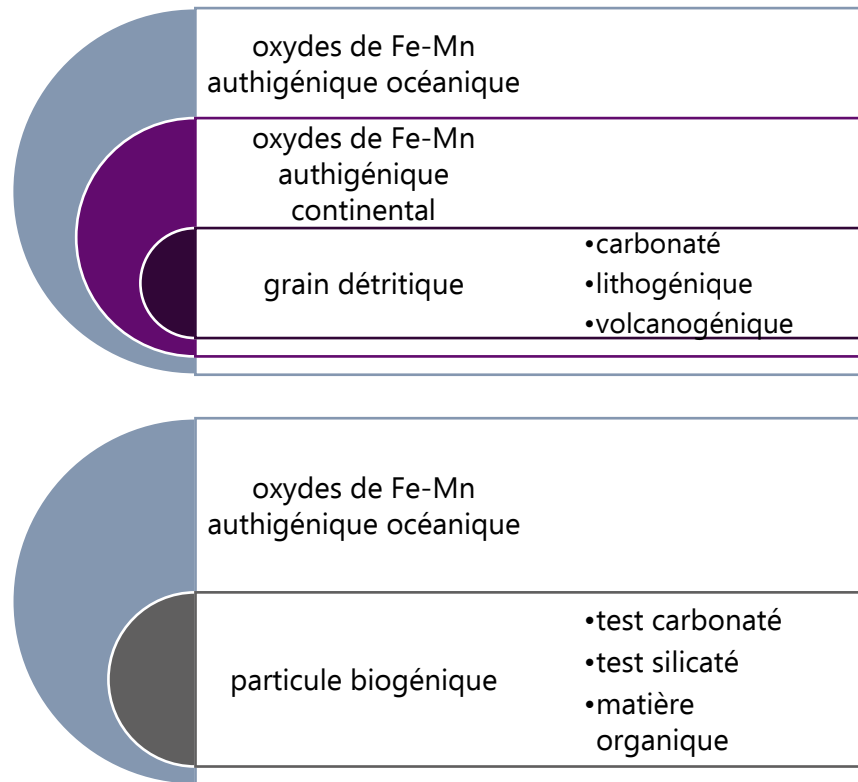 oxydes de Fe-Mn
authigénique océanique
oxydes de Fe-Mn
authigénique
continental
grain détritique
•carbonaté
•lithogénique
•volcanogénique
oxydes de Fe-Mn
authigénique océanique
particule biogénique
•test carbonaté
•test silicaté
•matière
organique